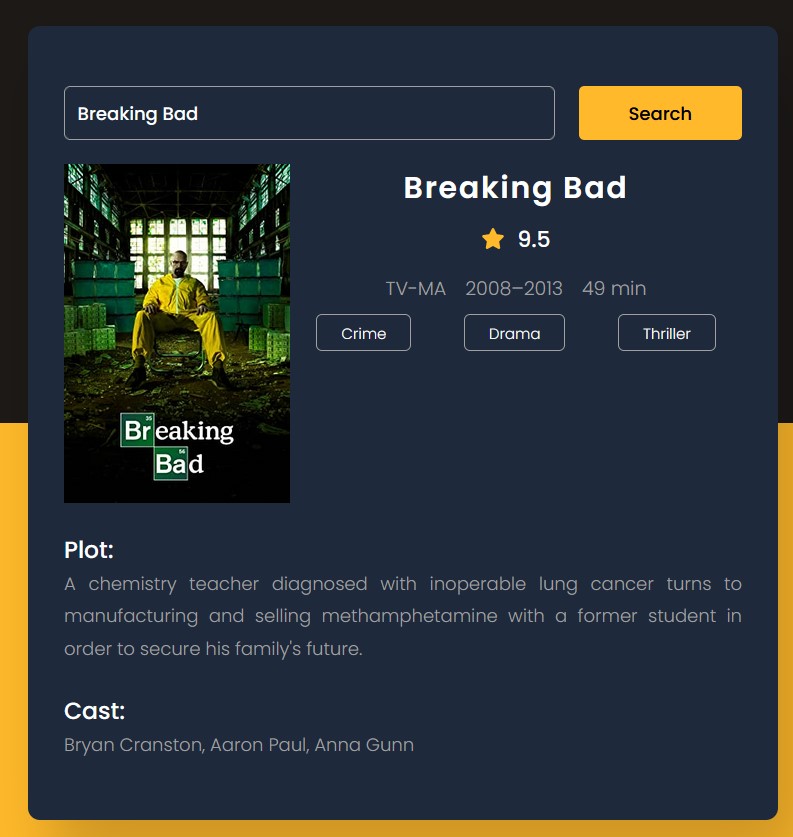 Breaking Bad
Search
Breaking Bad
9.5
TV-MA 2008–2013 49 min
Crime Drama Thriller
35
Breaking
56
Bad
Plot:
A chemistry teacher diagnosed with inoperable lung cancer turns to
manufacturing and selling methamphetamine with a former student in
order to secure his family's future.
Cast:
Bryan Cranston, Aaron Paul, Anna Gunn